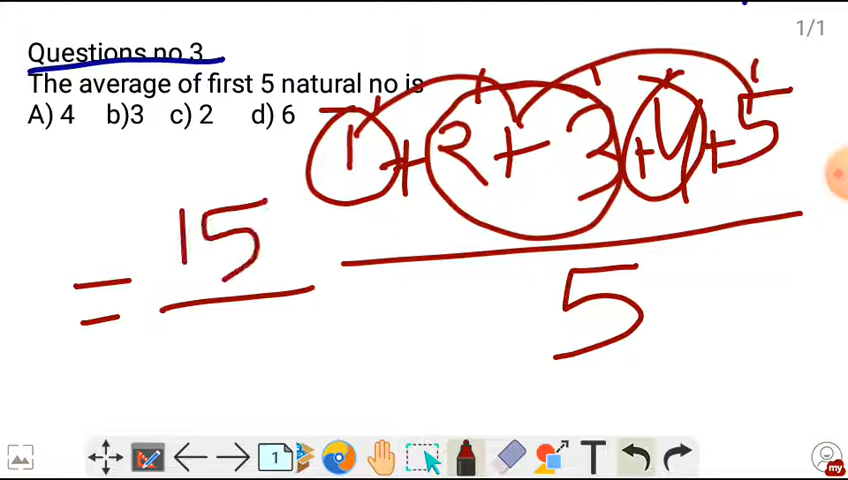 1/1
Questions no 3
The average of first 5 natural no is
A) 4 b)3 c) 2 d) 6
1 + 2 + 3 + 4 + 5
5
= 15
1
T
my